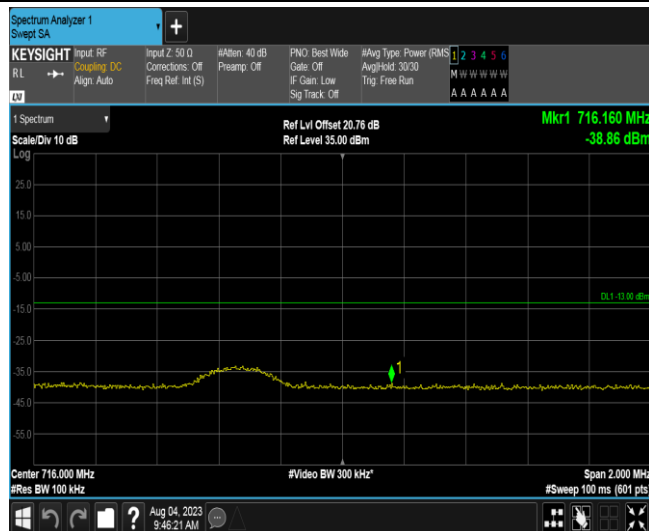 Spectrum Analyzer 1
Swept SA
+
KEYSIGHT Input: RF Input Z: 50 Ω #Atten: 40 dB PNO: Best Wide #Avg Type: Power (RMS 1 2 3 4 5 6
RL Coupling: DC Corrections: Off Preamp: Off Gate: Off Avg|Hold: 30/30 M W W W W W
Align: Auto Freq Ref: Int (S) IF Gain: Low Trig: Free Run
Sig Track: Off A A A A A A
LXI
1 Spectrum Ref Lvl Offset 20.76 dB Mkr1 716.160 MHz
Scale/Div 10 dB Ref Level 35.00 dBm -38.86 dBm
Log
25.0
15.0
5.00
-5.00
DL1 -13.00 dBm
-15.0
-25.0
-35.0
1
-45.0
-55.0
Center 716.000 MHz #Video BW 300 kHz* Span 2.000 MHz
#Res BW 100 kHz #Sweep 100 ms (601 pts)
? Aug 04, 2023
9:46:21 AM